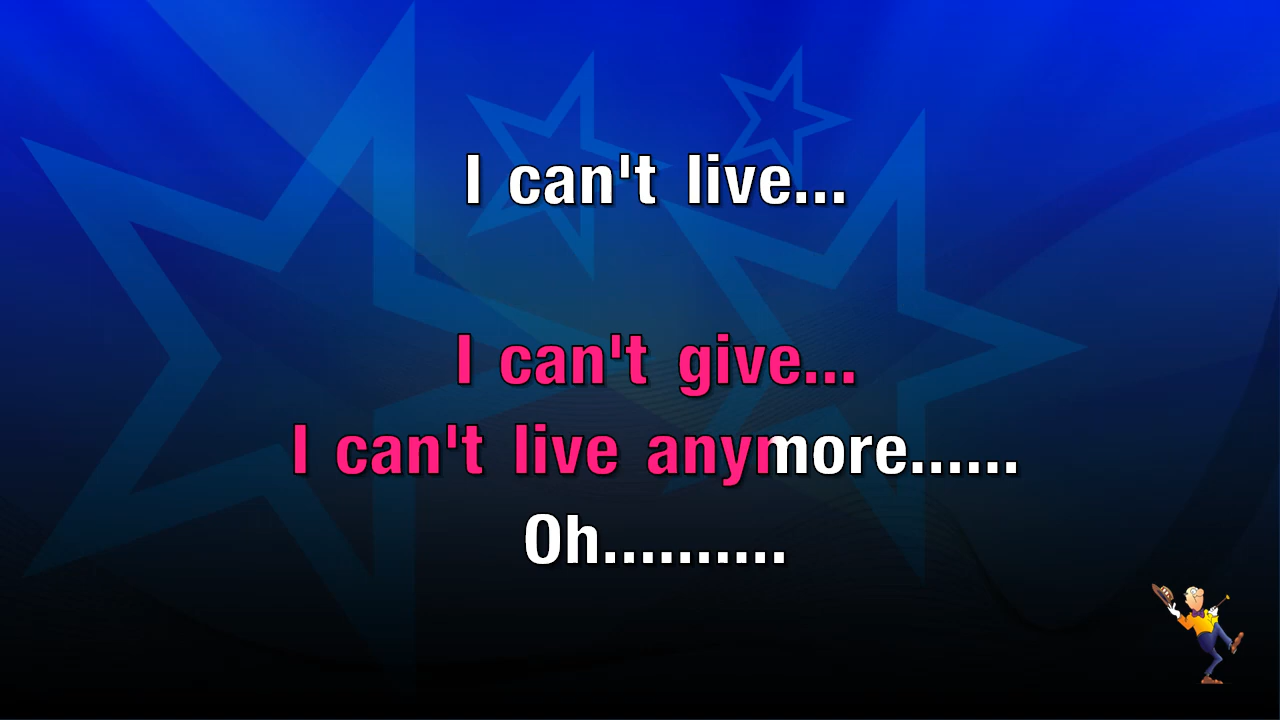 I can't live...
I can't give...
I can't live anymore......
Oh..........